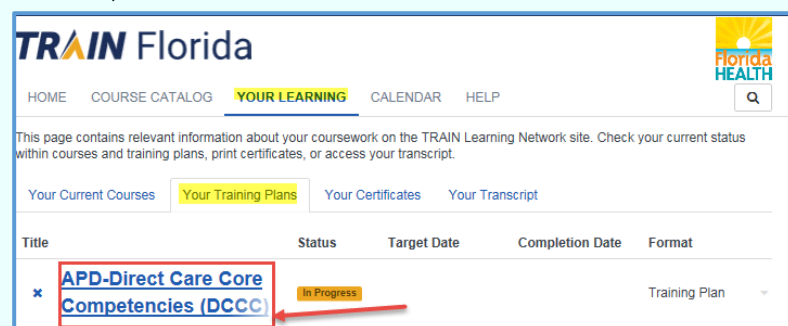 TRAIN Florida
Florida
HEALTH
HOME COURSE CATALOG YOUR LEARNING CALENDAR HELP
This page contains relevant information about your coursework on the TRAIN Learning Network site. Check your current status
within courses and training plans, print certificates, or access your transcript.
Your Current Courses Your Training Plans Your Certificates Your Transcript
Title Status Target Date Completion Date Format
APD-Direct Care Core
Competencies (DCCC)
In Progress
Training Plan